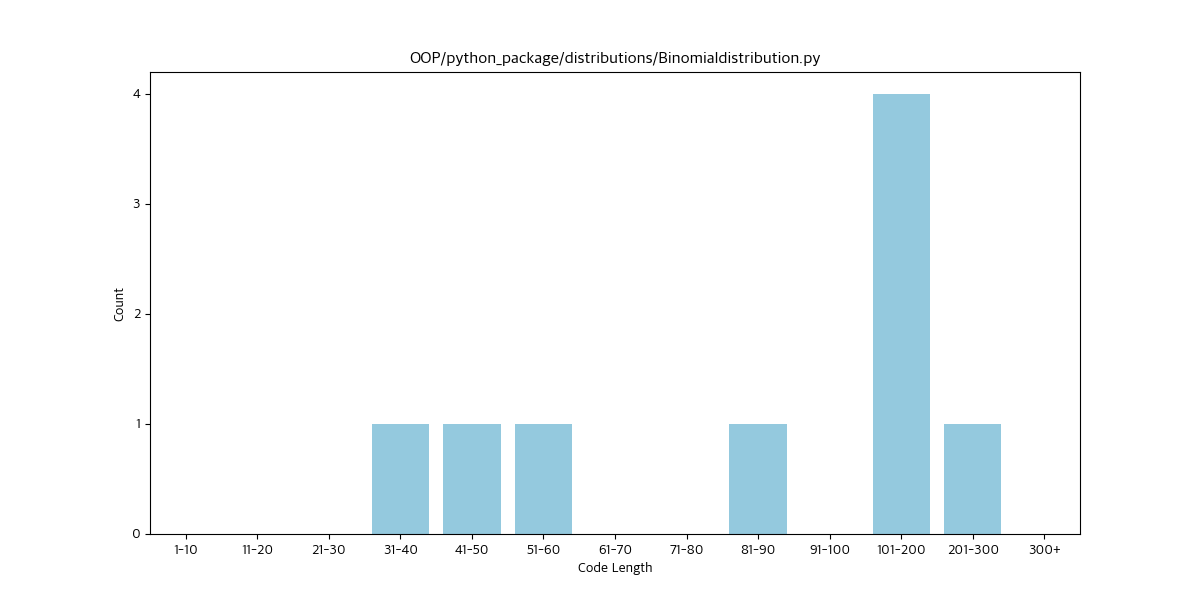 OOP/python_package/distributions/Binomialdistribution.py
4
3
2
1
0
Count
1-10 11-20 21-30 31-40 41-50 51-60 61-70 71-80 81-90 91-100 101-200 201-300 300+
Code Length